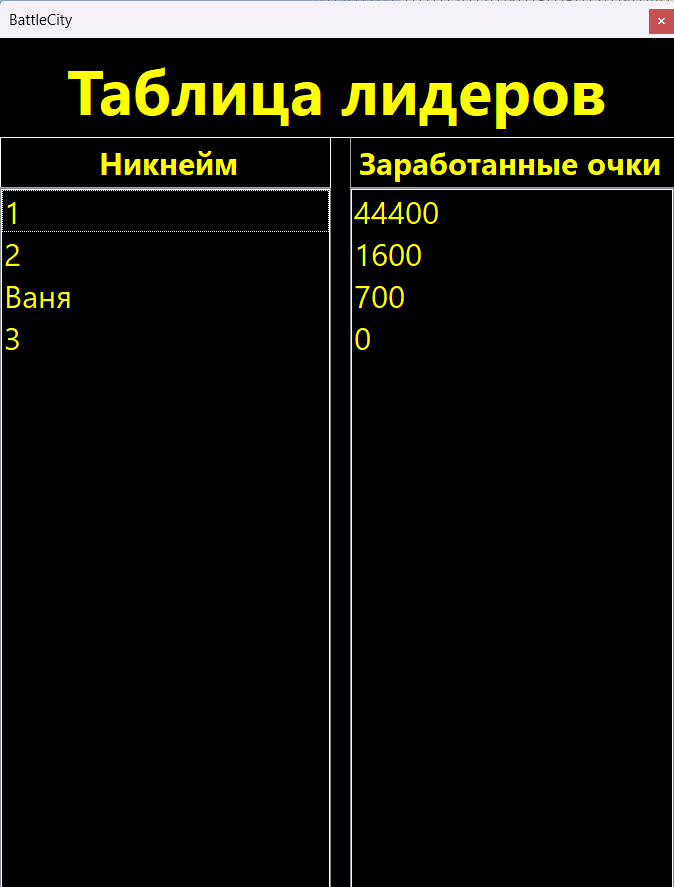 BattleCity
Таблица лидеров
Никнейм Заработанные очки
1 44400
2 1600
Ваня 700
3 0